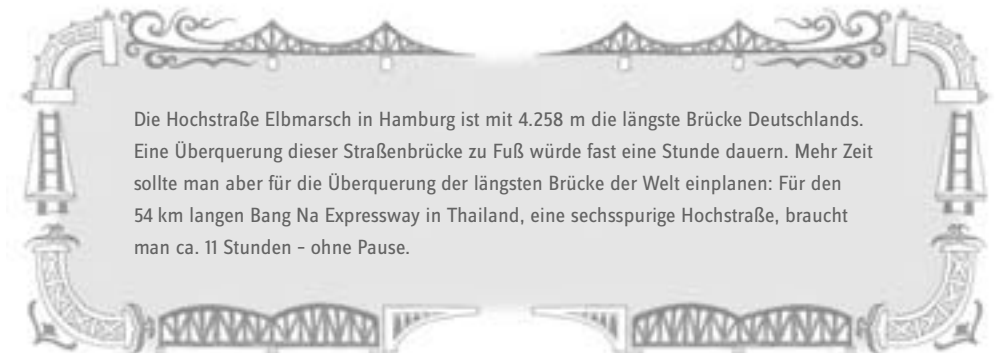 Die Hochstraße Elbmarsch in Hamburg ist mit 4.258 m die längste Brücke Deutschlands.
Eine Überquerung dieser Straßenbrücke zu Fuß würde fast eine Stunde dauern. Mehr Zeit
sollte man aber für die Überquerung der längsten Brücke der Welt einplanen: Für den
54 km langen Bang Na Expressway in Thailand, eine sechsspurige Hochstraße, braucht
man ca. 11 Stunden – ohne Pause.